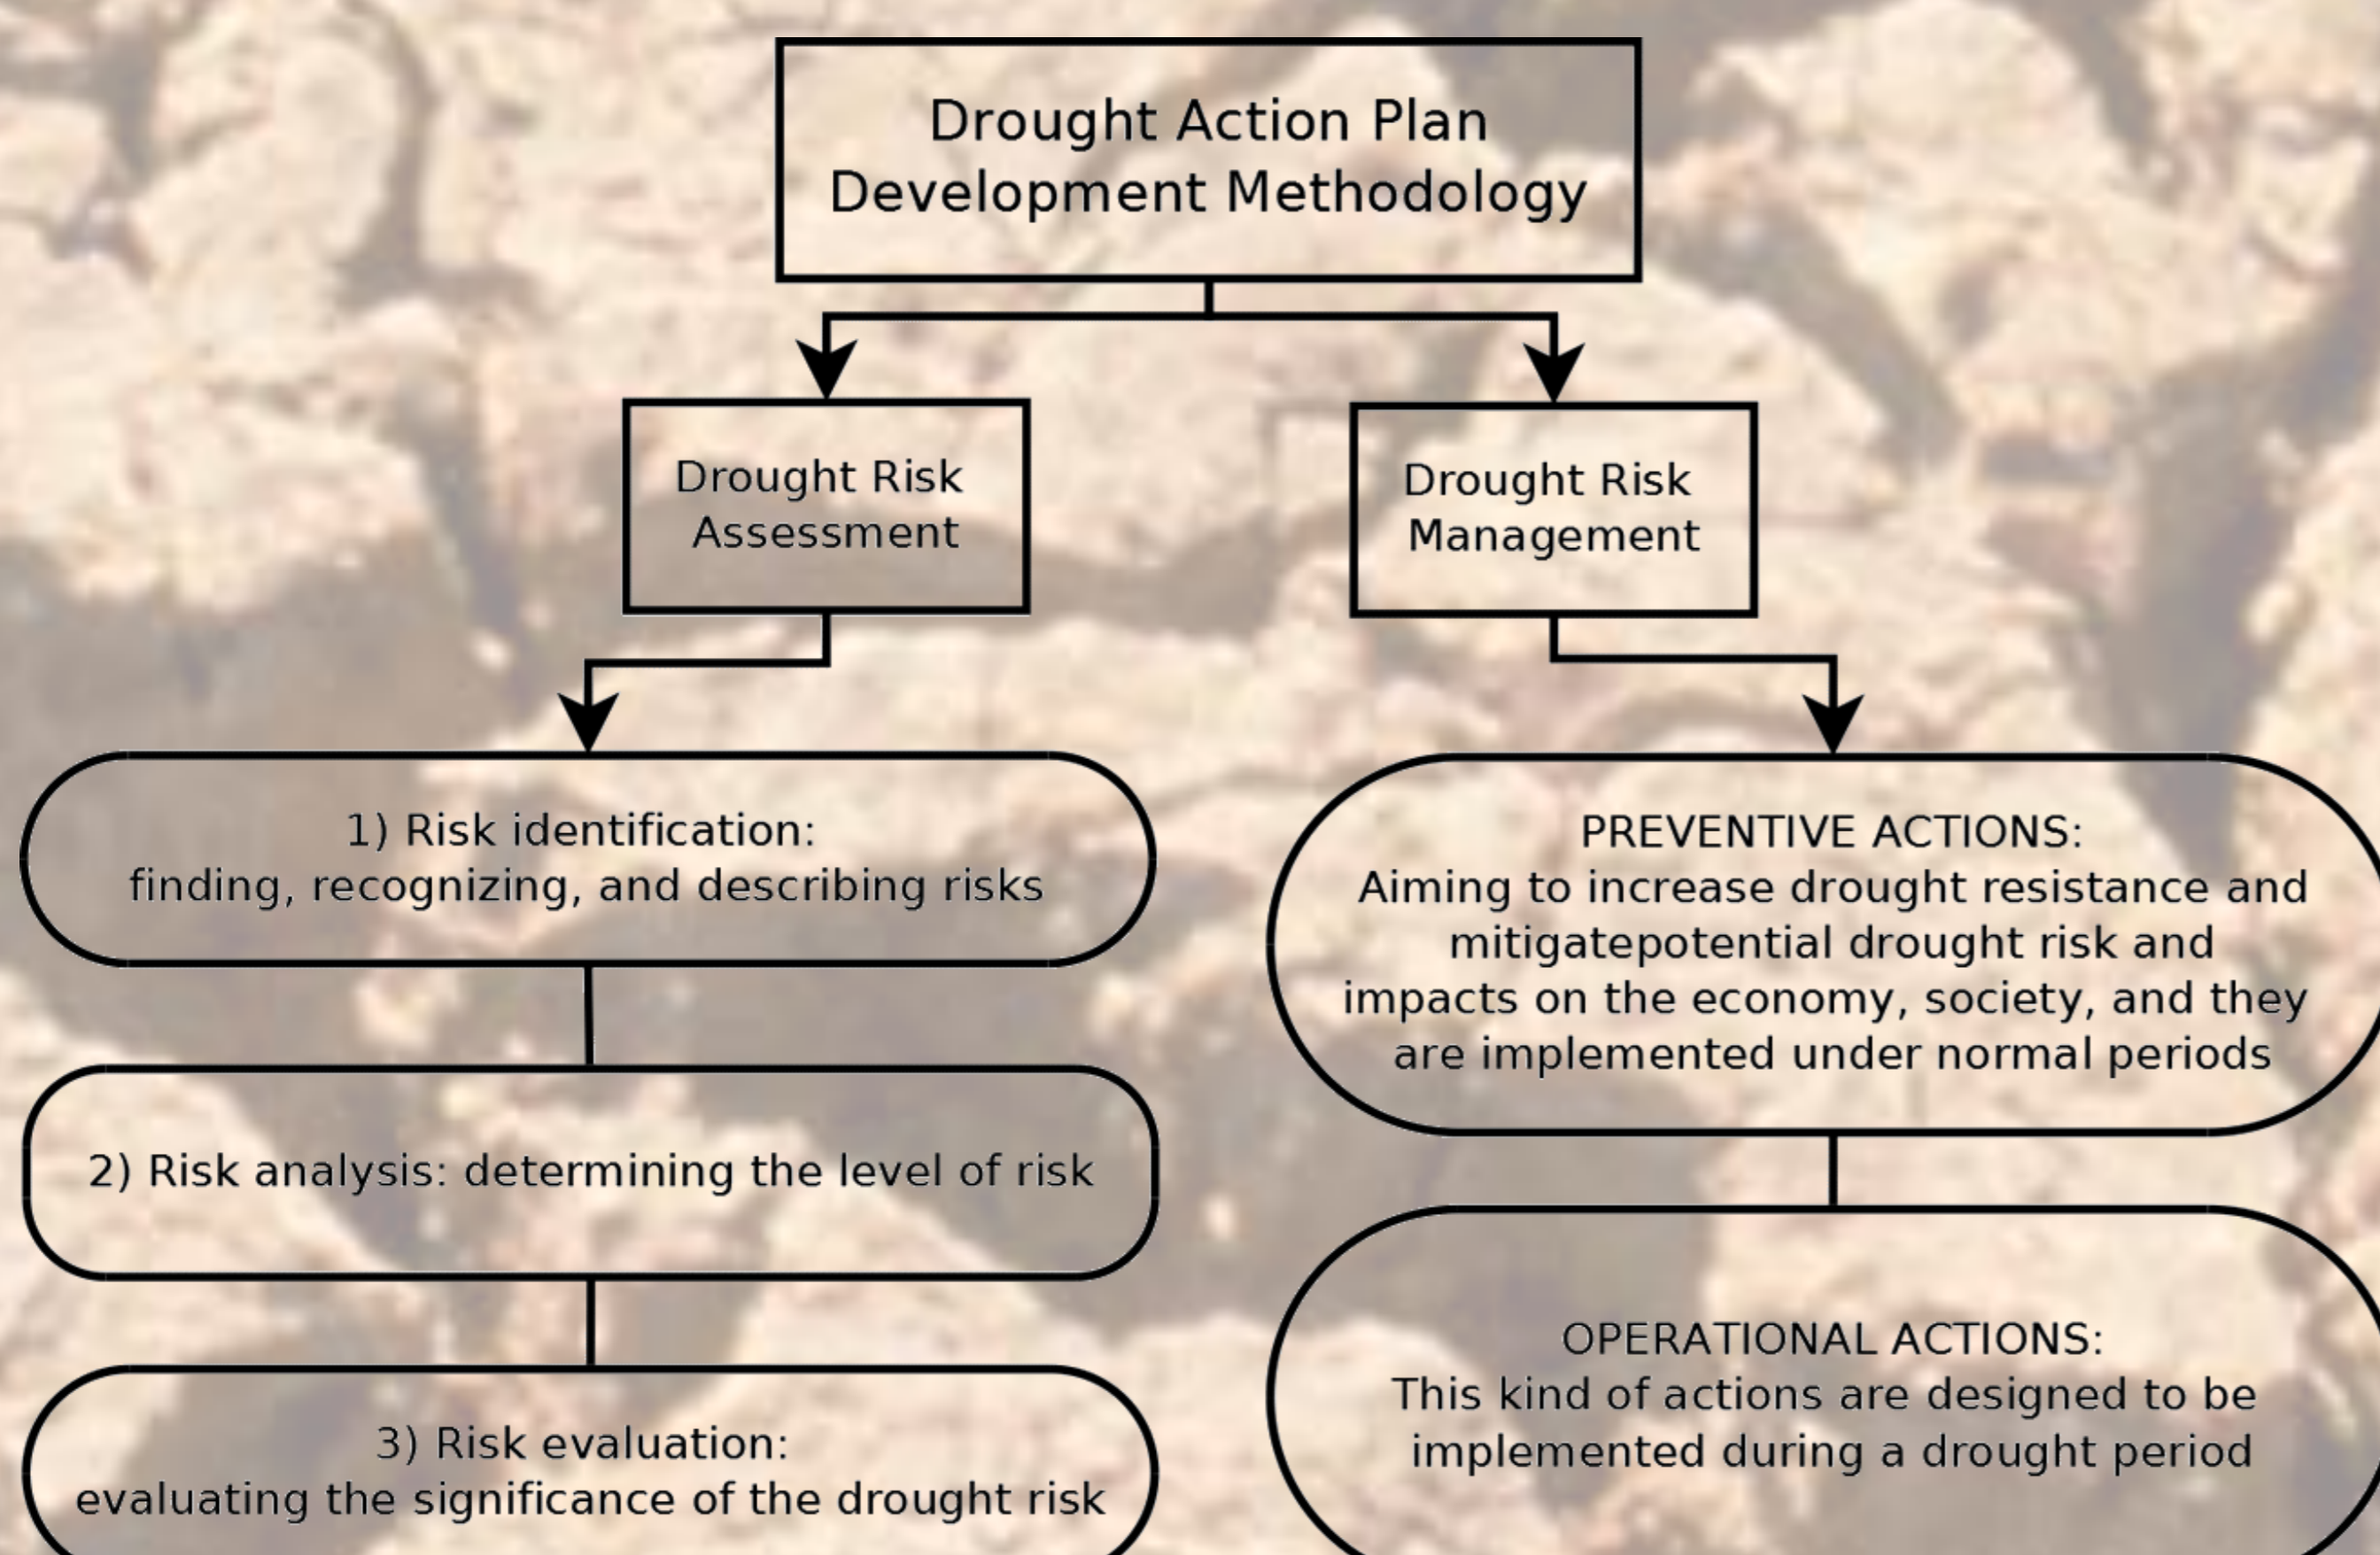 Drought Action Plan
Development Methodology
Drought Risk
Assessment
Drought Risk
Management
1) Risk identification:
finding, recognizing, and describing risks
2) Risk analysis: determining the level of risk
3) Risk evaluation:
evaluating the significance of the drought risk
PREVENTIVE ACTIONS:
Aiming to increase drought resistance and
mitigatepotential drought risk and
impacts on the economy, society, and they
are implemented under normal periods
OPERATIONAL ACTIONS:
This kind of actions are designed to be
implemented during a drought period